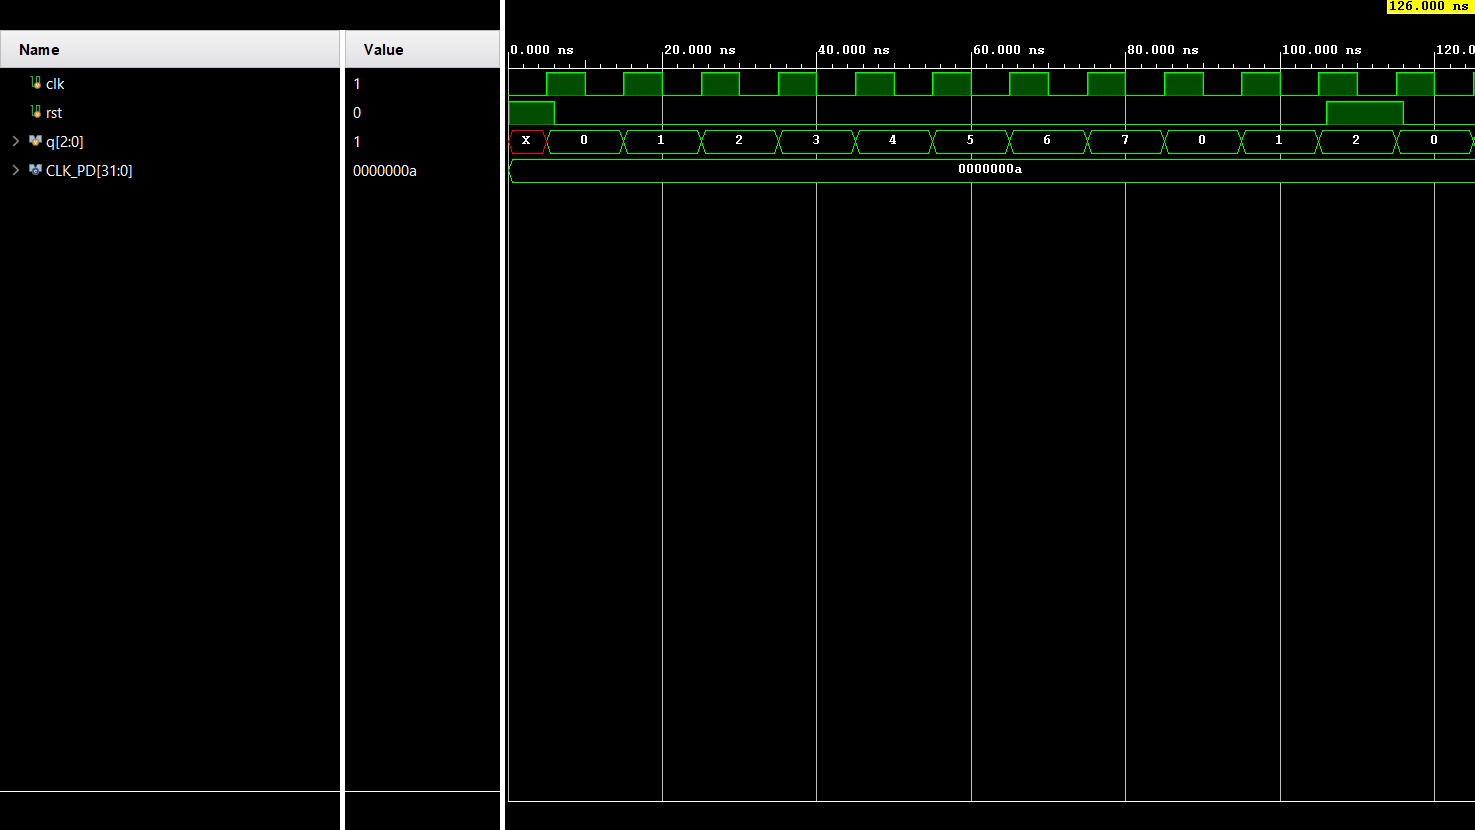 126.000 ns
Name Value
0.000 ns 20.000 ns 40.000 ns 60.000 ns 80.000 ns 100.000 ns 120.0
clk 1
rst 0
q[2:0] 1 X 0 1 2 3 4 5 6 7 0 1 2 0
CLK_PD[31:0] 0000000a 0000000a